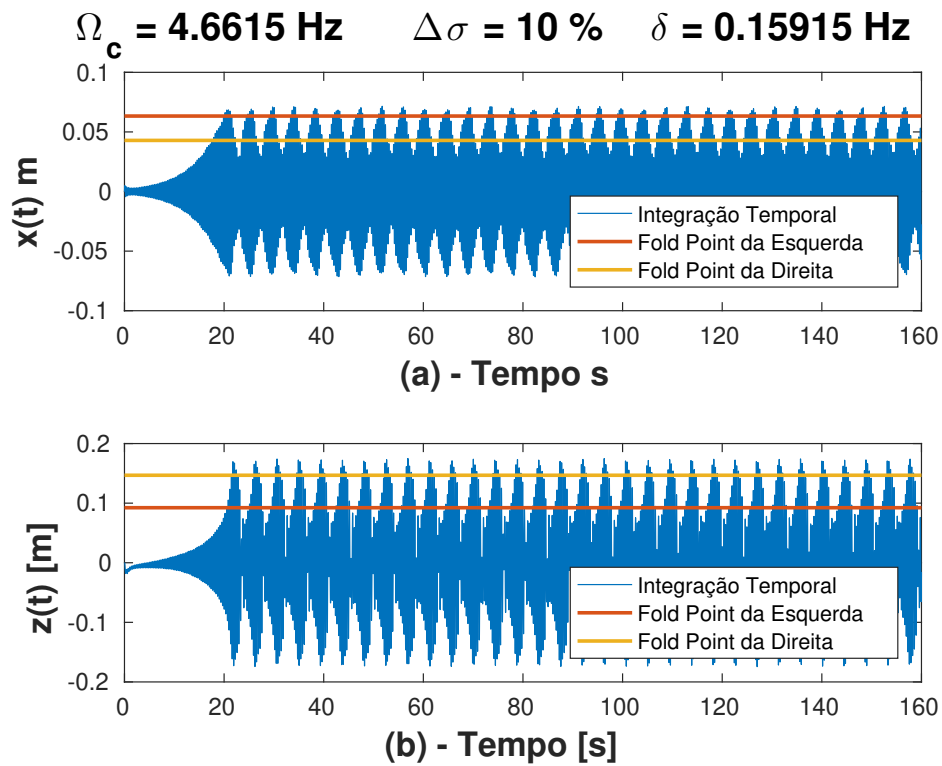 Ωc = 4.6615 Hz Δσ = 10 % δ = 0.15915 Hz
0.1
0.05
0
-0.05
-0.1
x(t) m
Integração Temporal
Fold Point da Esquerda
Fold Point da Direita
0 20 40 60 80 100 120 140 160
(a) - Tempo s
0.2
0.1
0
-0.1
-0.2
z(t) [m]
Integração Temporal
Fold Point da Esquerda
Fold Point da Direita
0 20 40 60 80 100 120 140 160
(b) - Tempo [s]